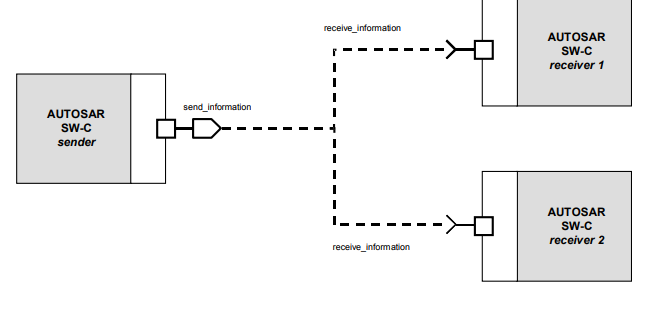 receive_information
AUTOSAR
SW-C
receiver 1
send_information
AUTOSAR
SW-C
sender
AUTOSAR
SW-C
receiver 2
receive_information